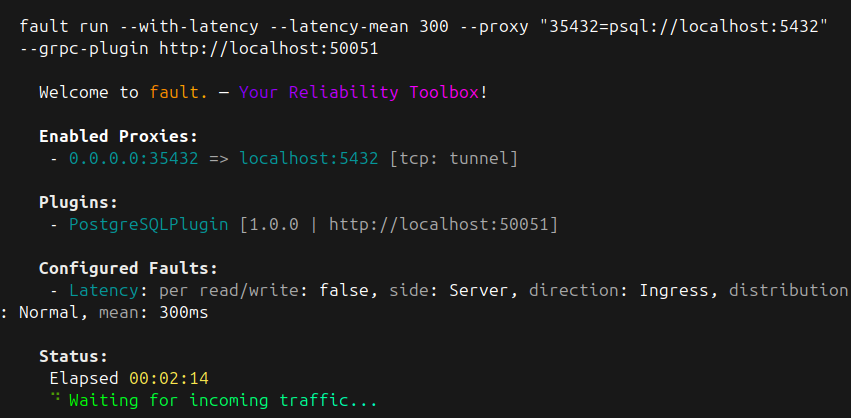 fault run --with-latency --latency-mean 300 --proxy "35432=psql://localhost:5432"
--grpc-plugin http://localhost:50051
Welcome to fault. — Your Reliability Toolbox!
Enabled Proxies:
- 0.0.0.0:35432 => localhost:5432 [tcp: tunnel]
Plugins:
- PostgreSQLPlugin [1.0.0 | http://localhost:50051]
Configured Faults:
- Latency: per read/write: false, side: Server, direction: Ingress, distribution
: Normal, mean: 300ms
Status:
Elapsed 00:02:14
Waiting for incoming traffic...